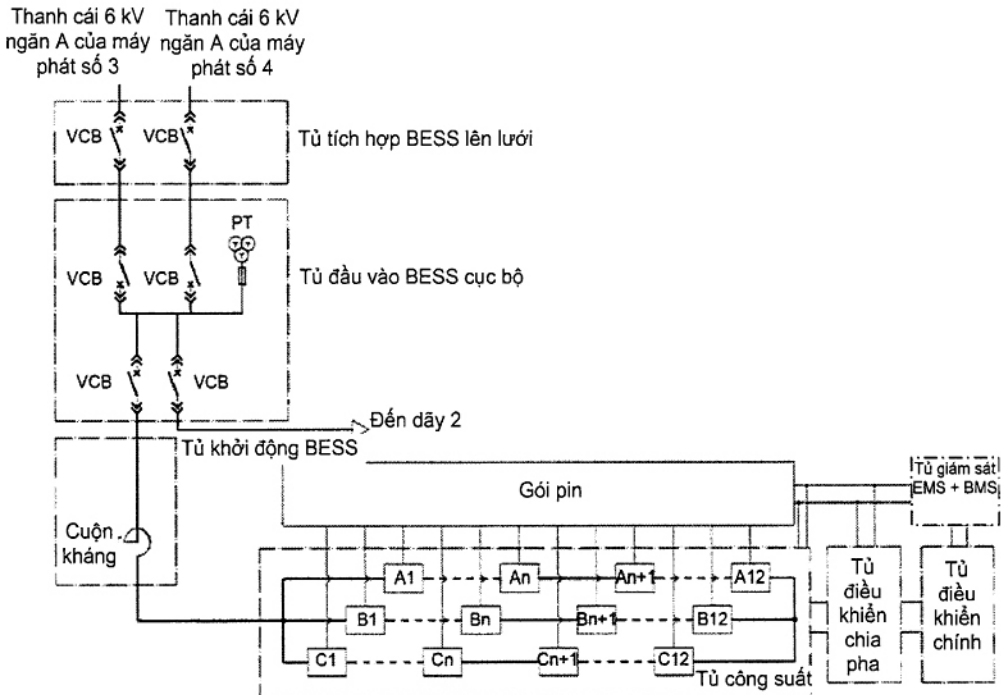 Thanh cái 6 kV
ngăn A của máy
phát số 3
Thanh cái 6 kV
ngăn A của máy
phát số 4
VCB
VCB
Tủ tích hợp BESS lên lưới
PT
VCB
VCB
Tủ đầu vào BESS cục bộ
VCB
VCB
Đến dãy 2
Tủ khởi động BESS
Gói pin
Tủ giám sát
EMS + BMS
Cuộn
kháng
A1
An
An+1
A12
B1
Bn
Bn+1
B12
C1
Cn
Cn+1
C12
Tủ công suất
Tủ
điều
khiển
chia
pha
Tủ
điều
khiển
chính